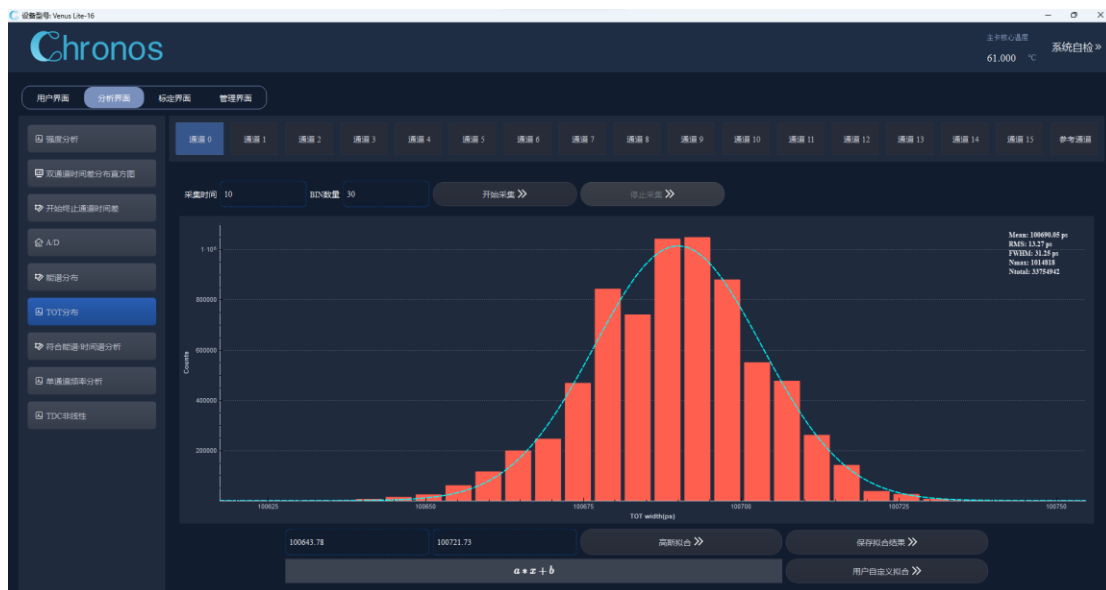 设备型号: Venus Lite-16
Chronos
主卡核心温度
61.000 ℃
系统自检 »
用户界面 分析界面 标定界面 管理界面
强度分析
双通道时间差分布直方图
开始终止通道时间差
A/D
能谱分布
TOT分布
符合能谱-时间谱分析
单通道频率分析
TDC非线性
通道 0 通道 1 通道 2 通道 3 通道 4 通道 5 通道 6 通道 7 通道 8 通道 9 通道 10 通道 11 通道 12 通道 13 通道 14 通道 15 参考通道
采集时间 10 BIN数量 30 开始采集 » 停止采集 »
Mean: 100690.05 ps
RMS: 13.27 ps
FWHM: 31.25 ps
Nmax: 1014818
Ntotal: 33754942
Counts
1·10⁶
800000
600000
400000
200000
100625 100650 100675 100700 100725 100750
TOT width(ps)
100643.78 100721.73 高斯拟合 » 保存拟合结果 »
a * x + b 用户自定义拟合 »